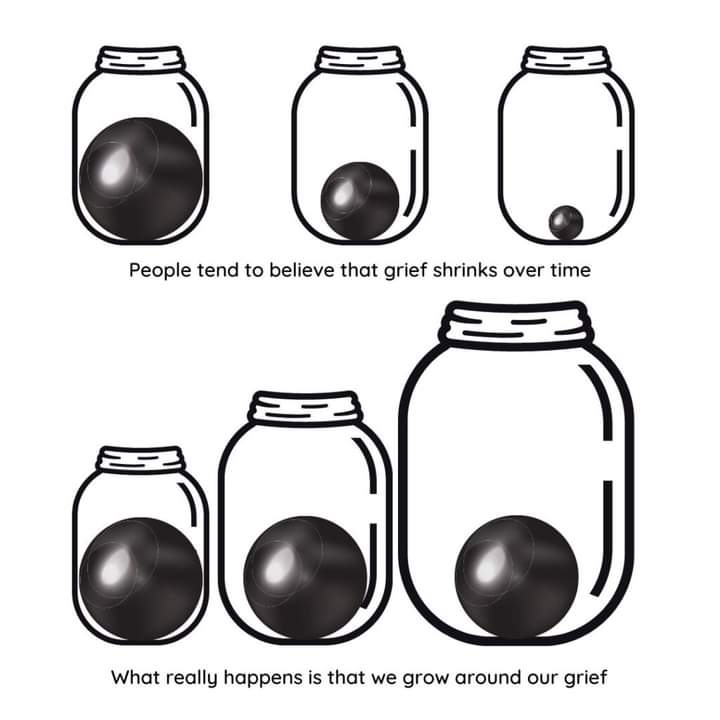 People tend to believe that grief shrinks over time
What really happens is that we grow around our grief